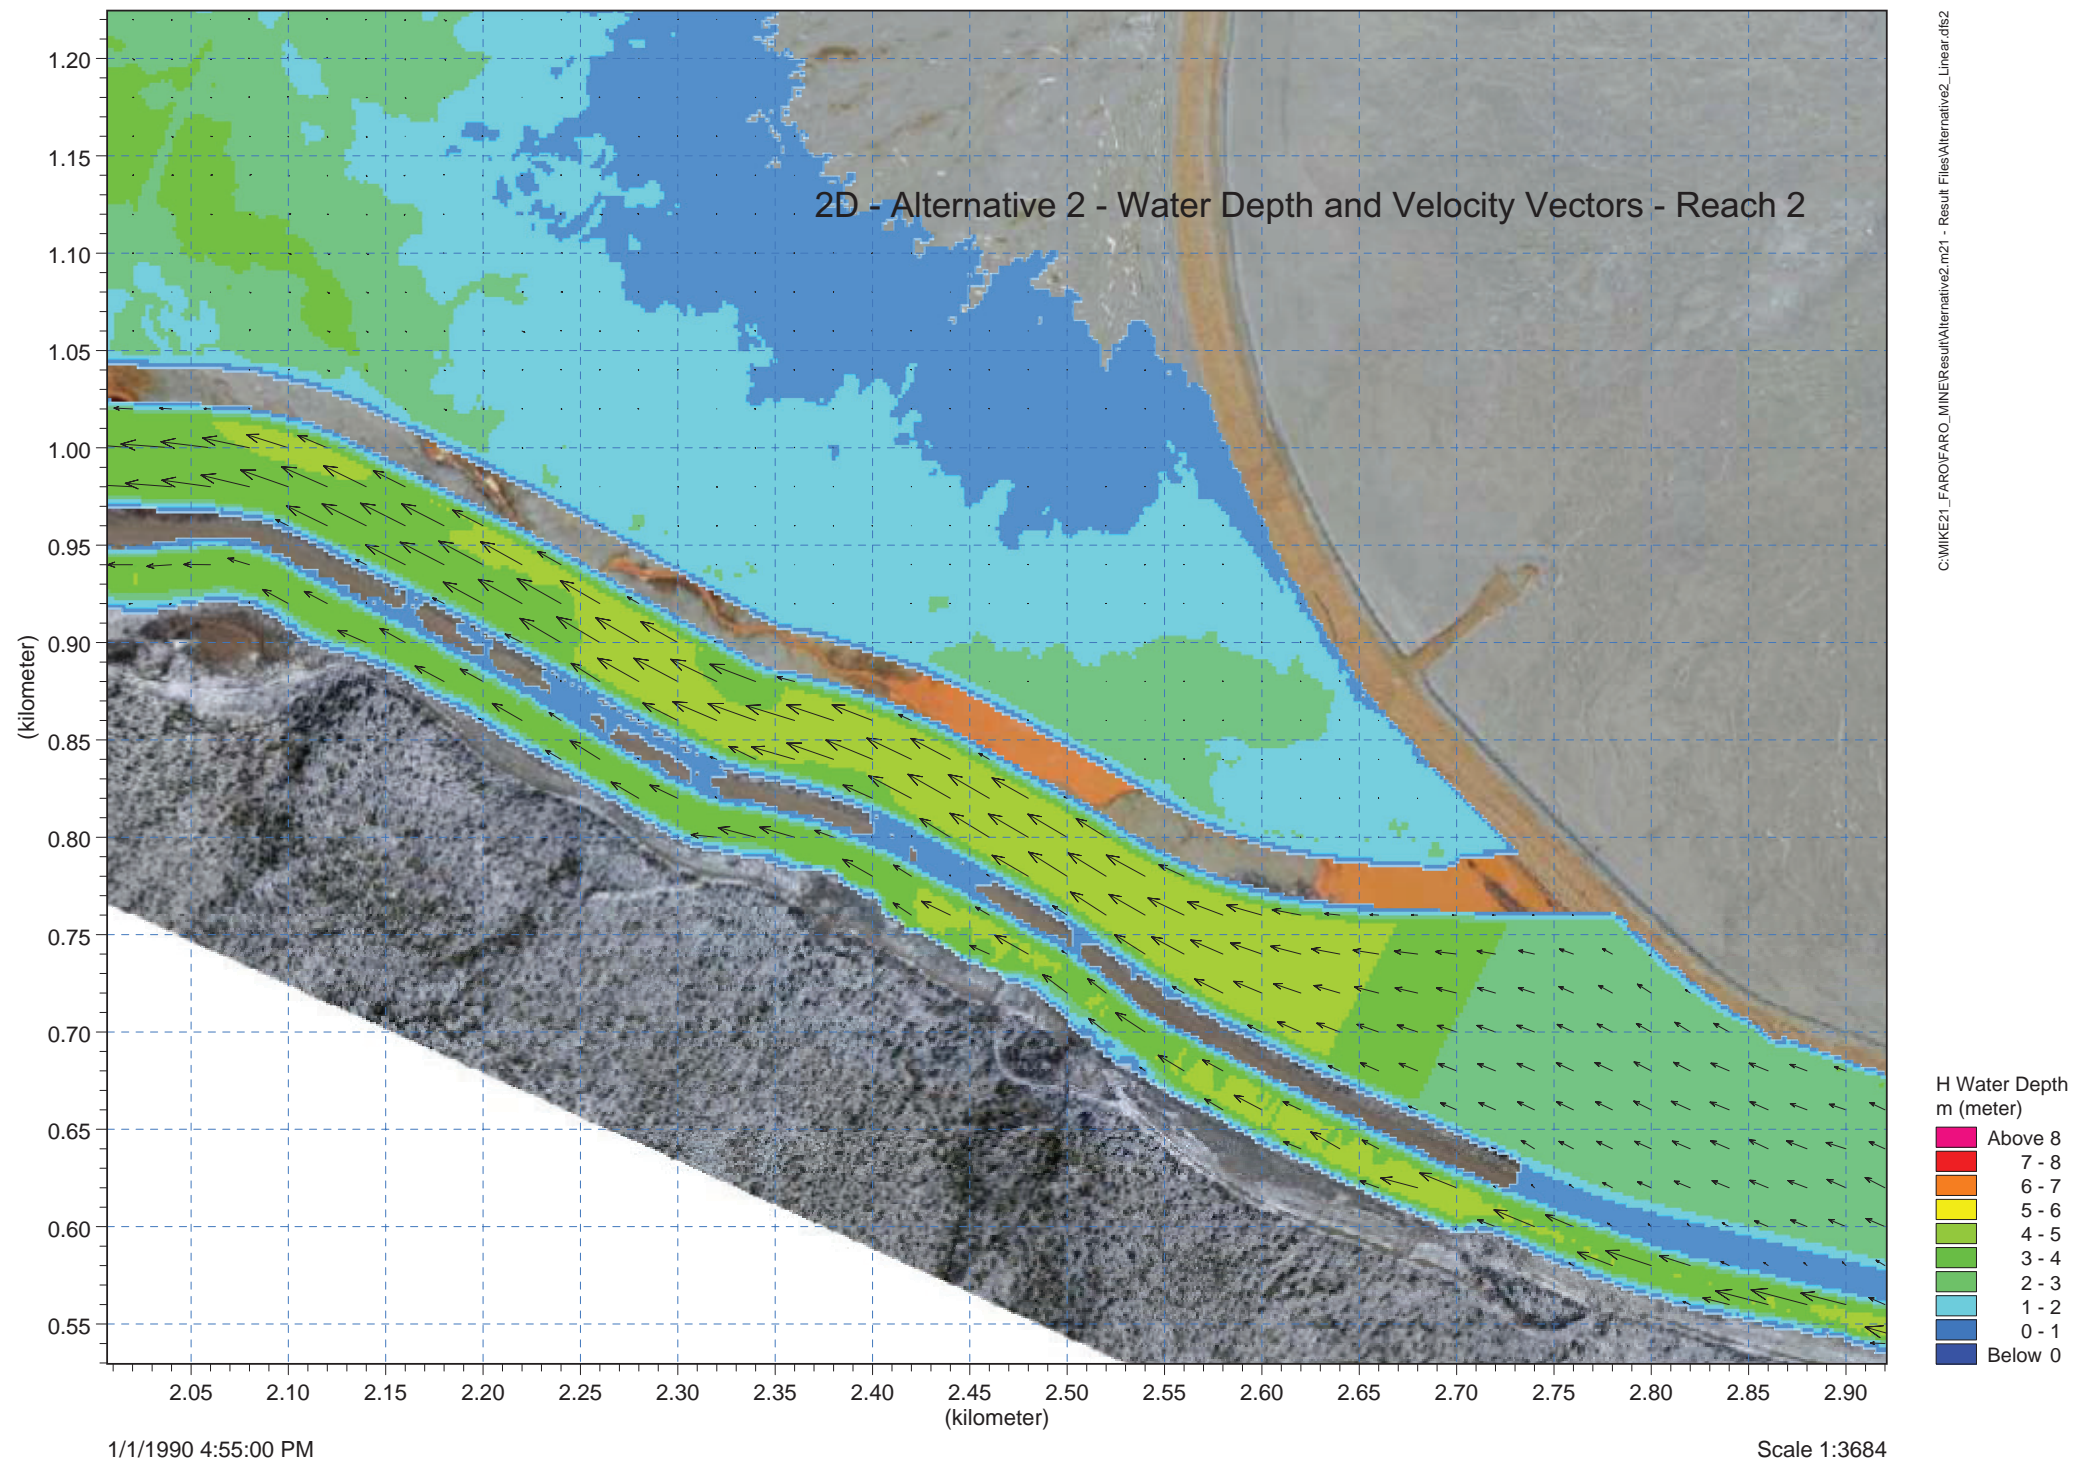 1.20
1.15
1.10
1.05
1.00
0.95
0.90
0.85
0.80
0.75
0.70
0.65
0.60
0.55
(kilometer)
2D - Alternative 2 - Water Depth and Velocity Vectors - Reach 2
2.05 2.10 2.15 2.20 2.25 2.30 2.35 2.40 2.45 2.50 2.55 2.60 2.65 2.70 2.75 2.80 2.85 2.90
(kilometer)
C:\MIKE21_FARO\FARO_MINE\Result\Alternative2.m21 - Result Files\Alternative2_Linear.dfs2
H Water Depth
m (meter)
Above 8
7 - 8
6 - 7
5 - 6
4 - 5
3 - 4
2 - 3
1 - 2
0 - 1
Below 0
1/1/1990 4:55:00 PM
Scale 1:3684